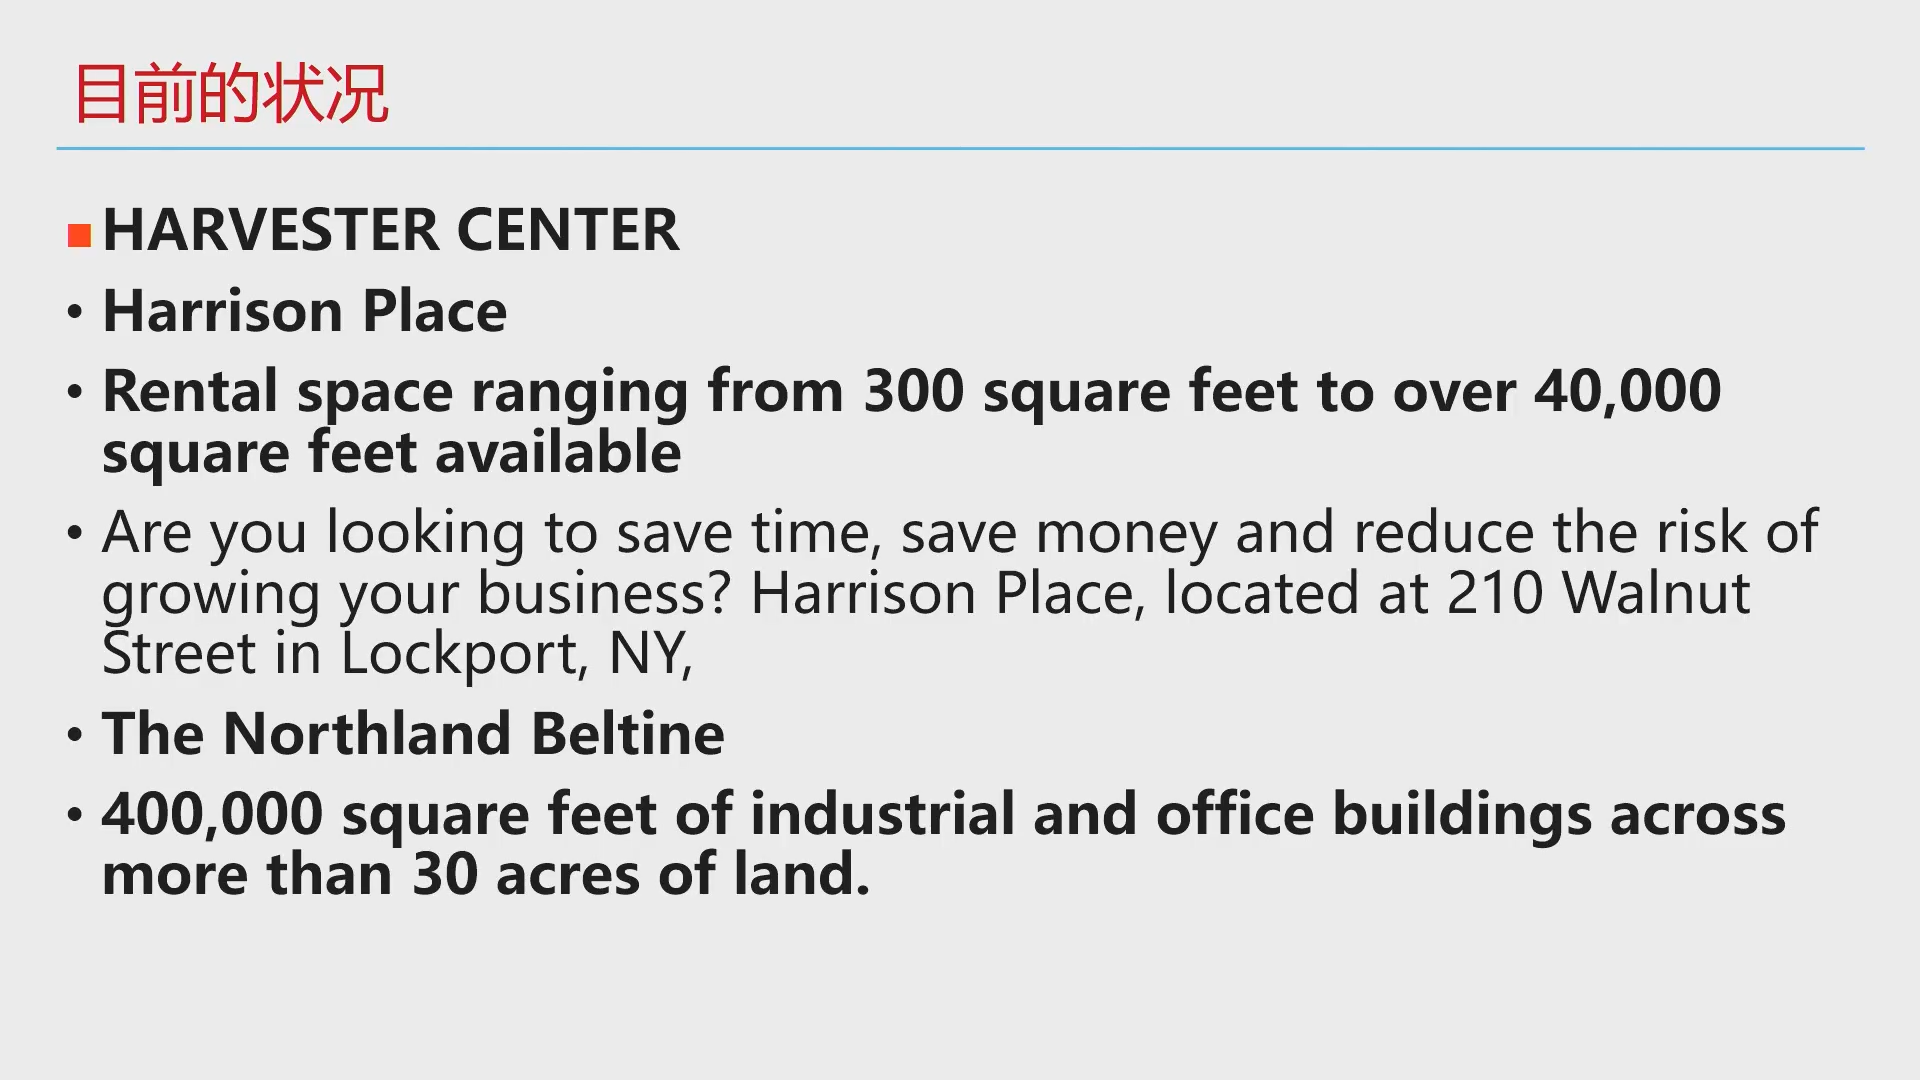 目前的状况
HARVESTER CENTER
• Harrison Place
• Rental space ranging from 300 square feet to over 40,000
square feet available
• Are you looking to save time, save money and reduce the risk of
growing your business? Harrison Place, located at 210 Walnut
Street in Lockport, NY,
• The Northland Beltine
• 400,000 square feet of industrial and office buildings across
more than 30 acres of land.